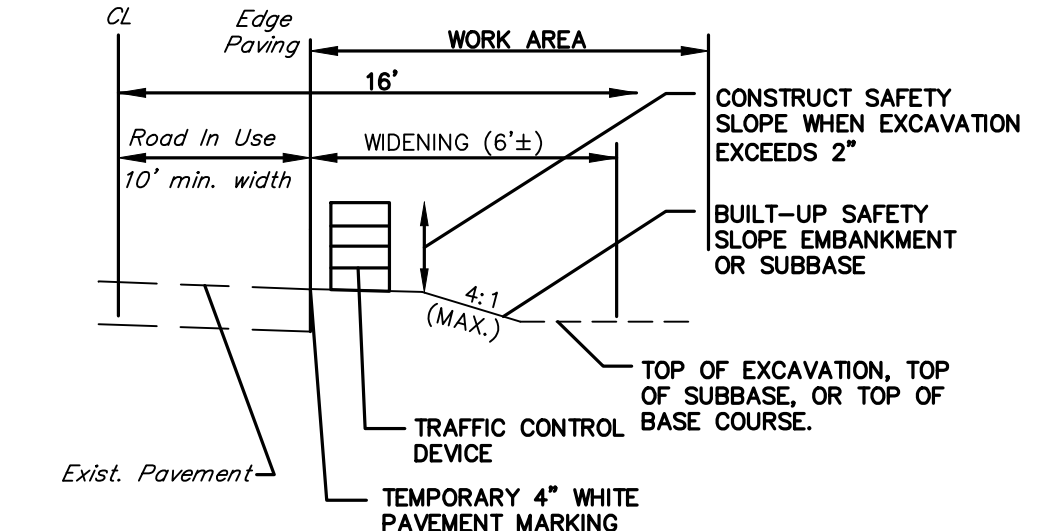 CL
Edge
Paving
WORK AREA
16'
CONSTRUCT SAFETY
SLOPE WHEN EXCAVATION
EXCEEDS 2"
Road In Use
WIDENING (6'±)
10' min. width
BUILT-UP SAFETY
SLOPE EMBANKMENT
OR SUBBASE
4:1
(MAX.)
TOP OF EXCAVATION, TOP
OF SUBBASE, OR TOP OF
BASE COURSE.
TRAFFIC CONTROL
DEVICE
Exist. Pavement
TEMPORARY 4" WHITE
PAVEMENT MARKING